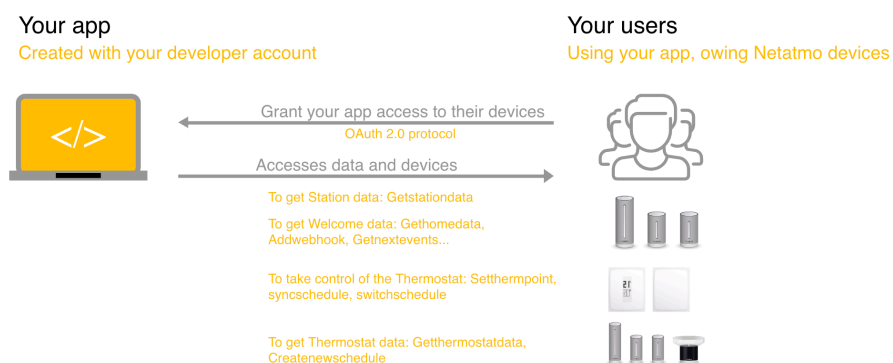 Your app
Your users
Created with your developer account
Using your app, owing Netatmo devices
Grant your app access to their devices
</>
OAuth 2.0 protocol
Accesses data and devices
To get Station data: Getstationdata
To get Welcome data: Gethomedata,
Addwebhook, Getnextevents...
To take control of the Thermostat: Setthermpoint,
syncschedule, switchschedule
To get Thermostat data: Getthermostatdata,
Createnewschedule